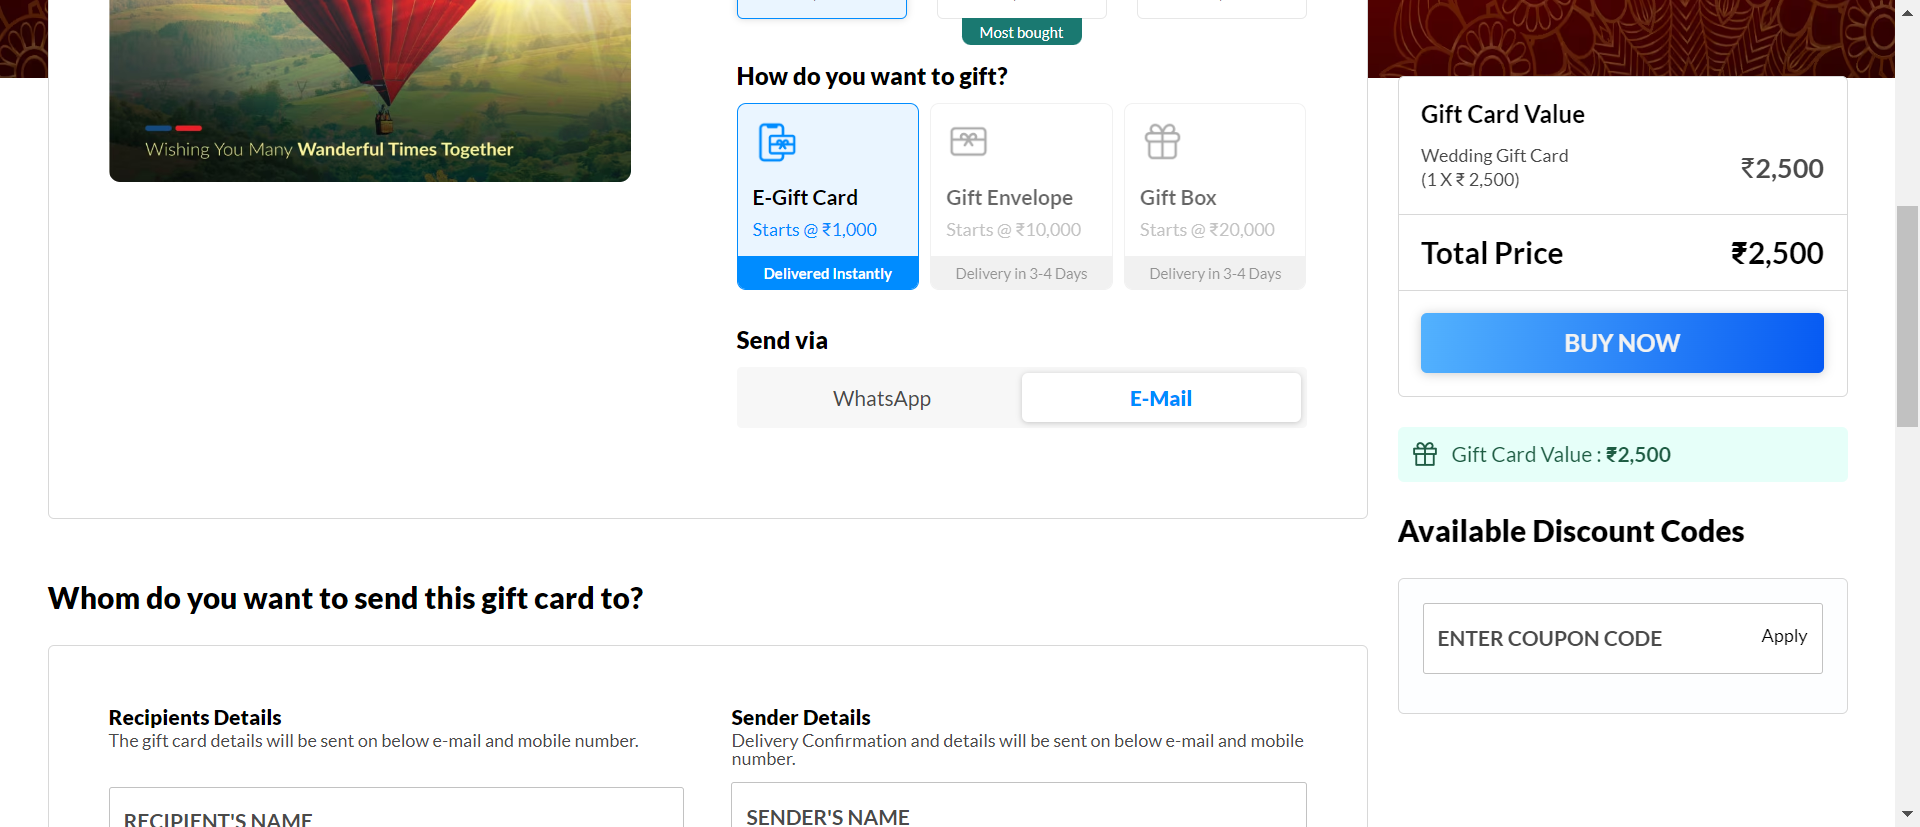 Most bought
How do you want to gift?
Wishing You Many Wanderful Times Together
E-Gift Card
Starts @ ₹1,000
Delivered Instantly
Gift Envelope
Starts @ ₹10,000
Delivery in 3-4 Days
Gift Box
Starts @ ₹20,000
Delivery in 3-4 Days
Send via
WhatsApp
E-Mail
Gift Card Value
Wedding Gift Card
(1 X ₹ 2,500)
₹2,500
Total Price
₹2,500
BUY NOW
Gift Card Value : ₹2,500
Available Discount Codes
ENTER COUPON CODE
Apply
Whom do you want to send this gift card to?
Recipients Details
The gift card details will be sent on below e-mail and mobile number.
RECIPIENT'S NAME
Sender Details
Delivery Confirmation and details will be sent on below e-mail and mobile
number.
SENDER'S NAME